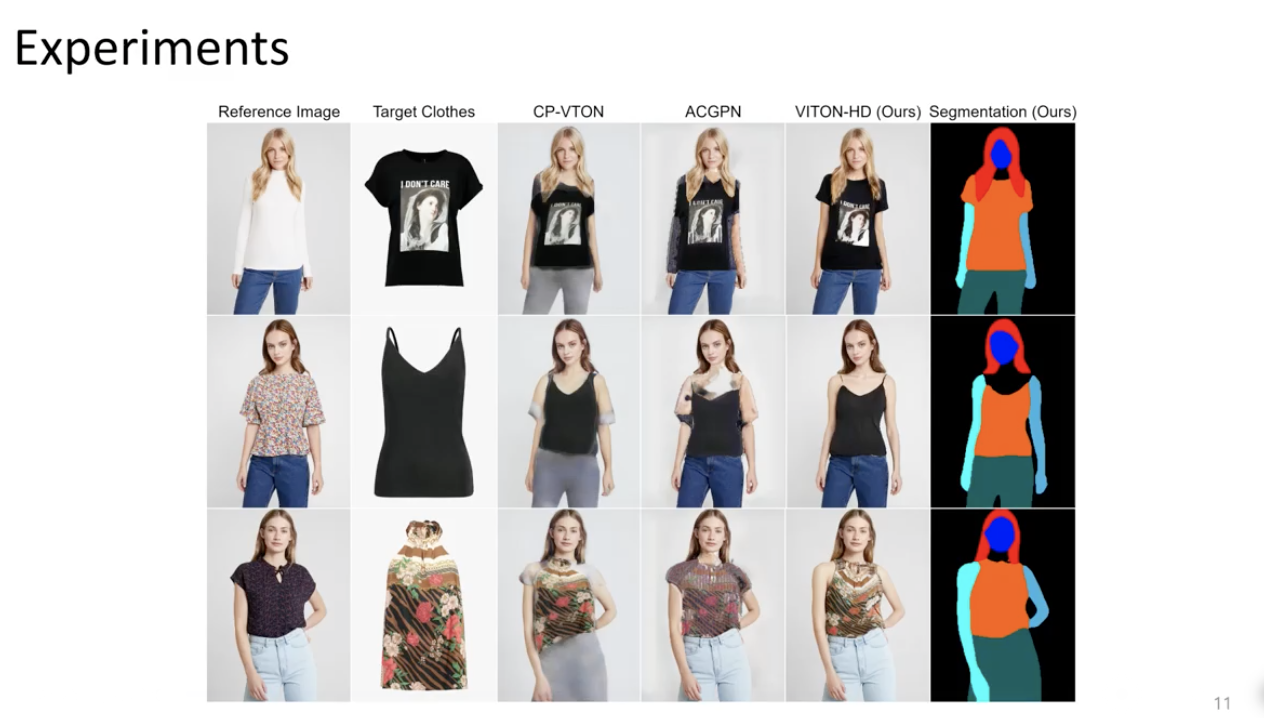 Experiments
Reference Image Target Clothes CP-VTON ACGPN VITON-HD (Ours) Segmentation (Ours)
I DON'T CARE
11